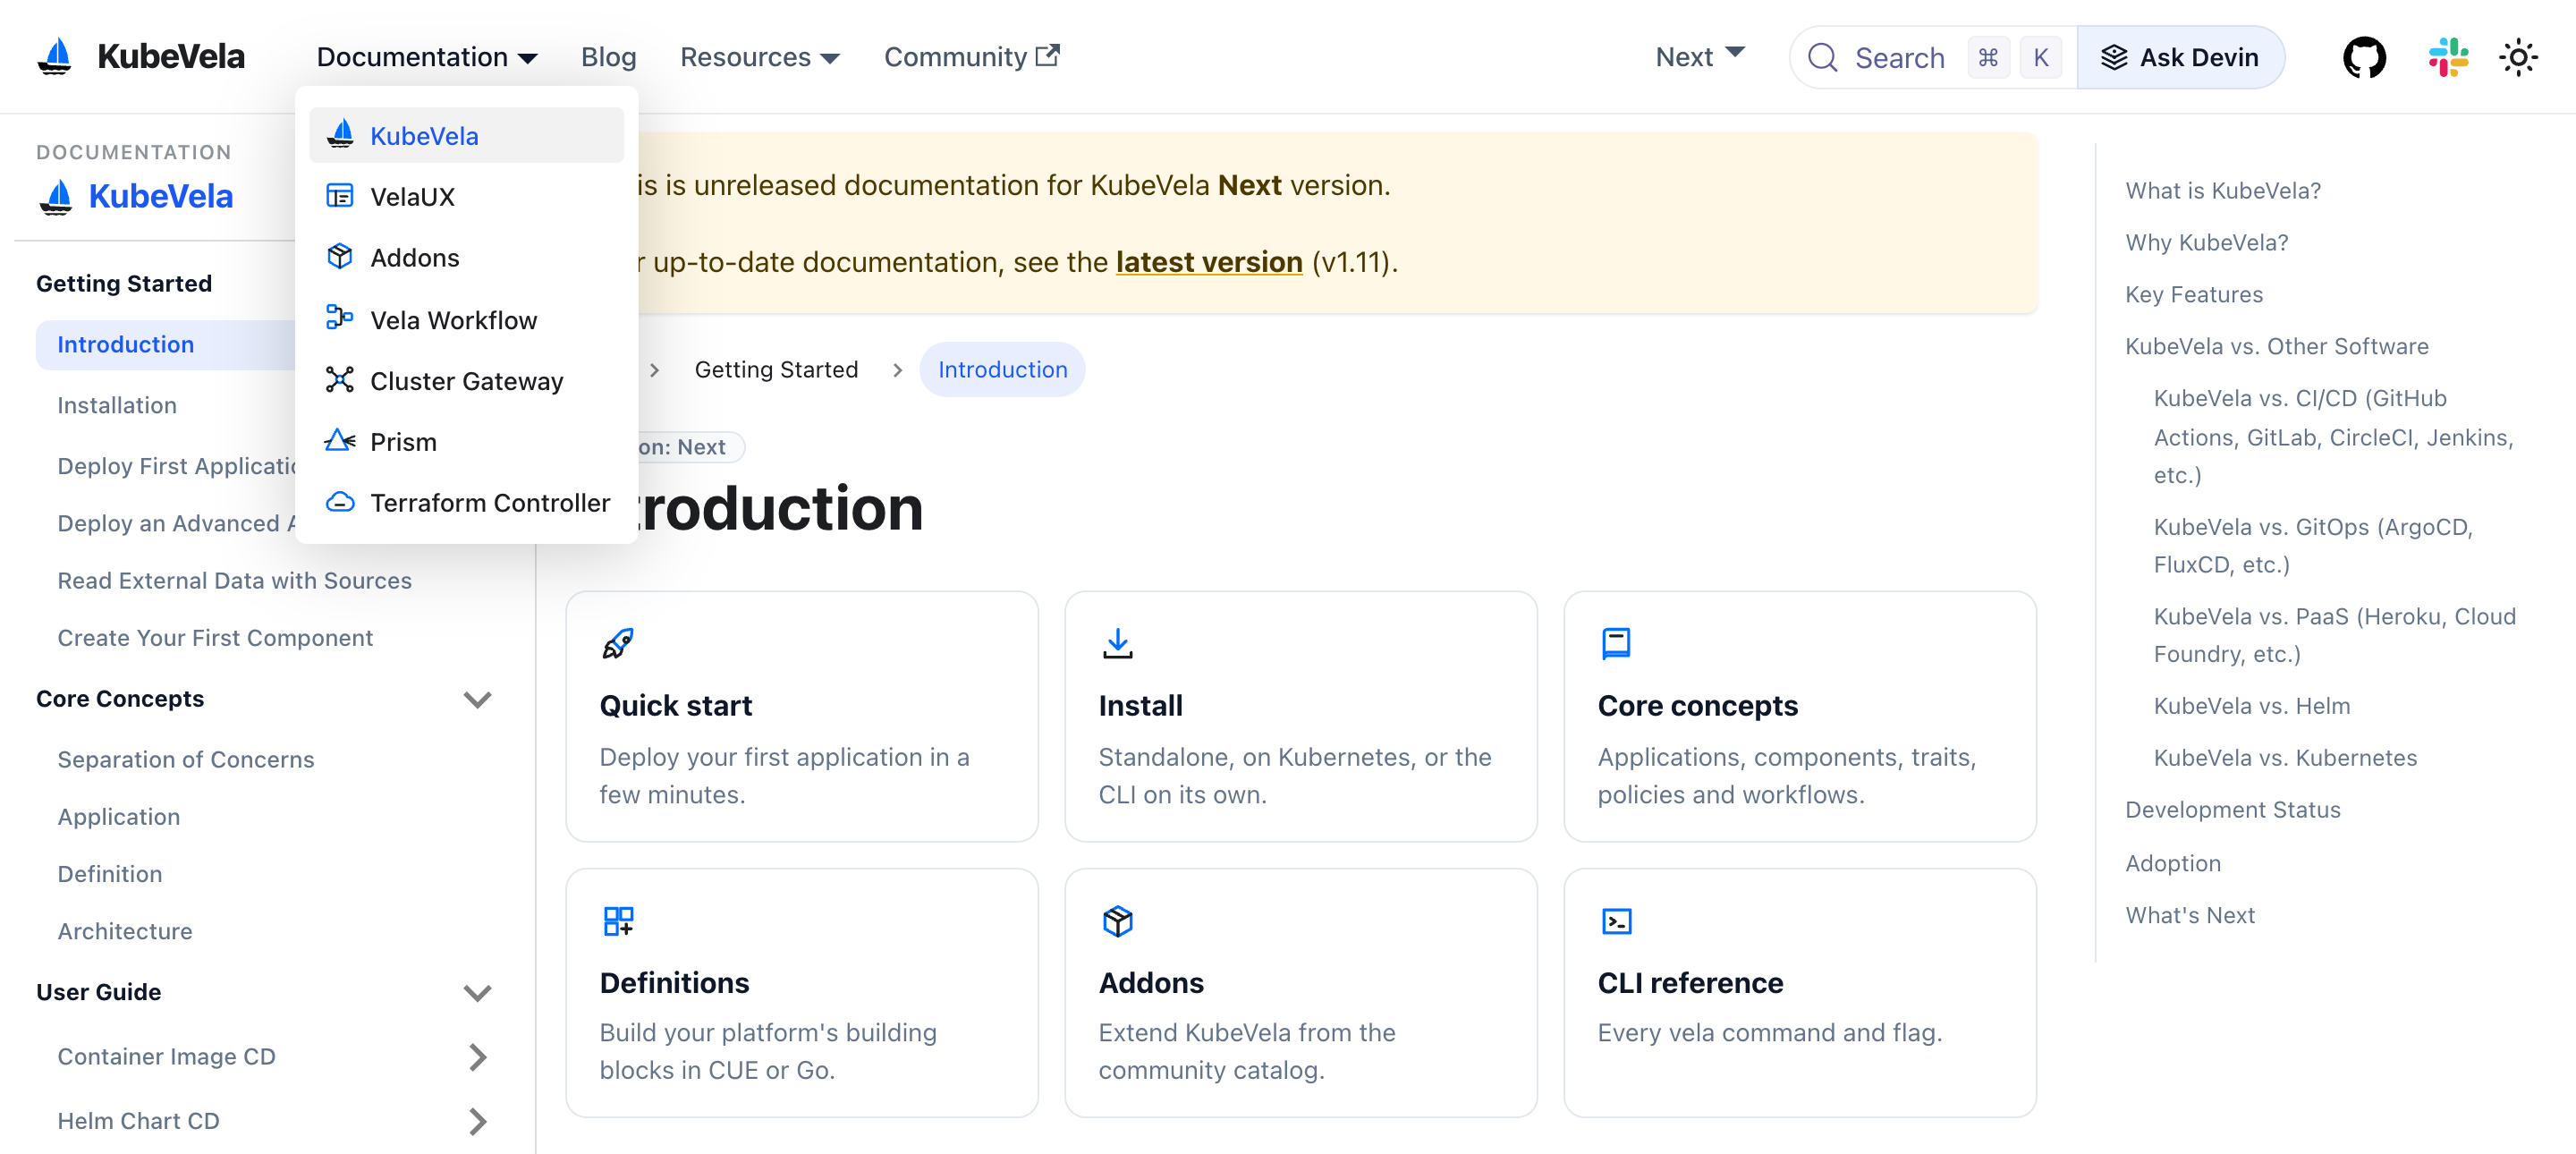 KubeVela
Documentation
Blog
Resources
Community
Next
Search ⌘ K
Ask Devin
KubeVela
VelaUX
Addons
Vela Workflow
Cluster Gateway
Prism
Terraform Controller
DOCUMENTATION
KubeVela
Getting Started
Introduction
Installation
Deploy First
Deploy an Advanced
Read External Data with Sources
Create Your First Component
Core Concepts
Separation of Concerns
Application
Definition
Architecture
User Guide
Container Image CD
Helm Chart CD
is is unreleased documentation for KubeVela Next version.
r up-to-date documentation, see the latest version (v1.11).
Getting Started
Introduction
on: Next
troduction
Quick start
Deploy your first application in a
few minutes.
Install
Standalone, on Kubernetes, or the
CLI on its own.
Core concepts
Applications, components, traits,
policies and workflows.
Definitions
Build your platform's building
blocks in CUE or Go.
Addons
Extend KubeVela from the
community catalog.
CLI reference
Every vela command and flag.
What is KubeVela?
Why KubeVela?
Key Features
KubeVela vs. Other Software
KubeVela vs. CI/CD (GitHub
Actions, GitLab, CircleCI, Jenkins,
etc.)
KubeVela vs. GitOps (ArgoCD,
FluxCD, etc.)
KubeVela vs. PaaS (Heroku, Cloud
Foundry, etc.)
KubeVela vs. Helm
KubeVela vs. Kubernetes
Development Status
Adoption
What's Next